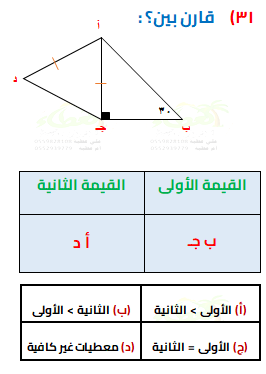 ٣١) قارن بين؟ :
أ
د
٣٠
جـ
ب
القيمة الأولى
القيمة الثانية
ب جـ
أ د
(أ) الأولى > الثانية
(ب) الثانية > الأولى
(ج) الأولى = الثانية
(د) معطيات غير كافية